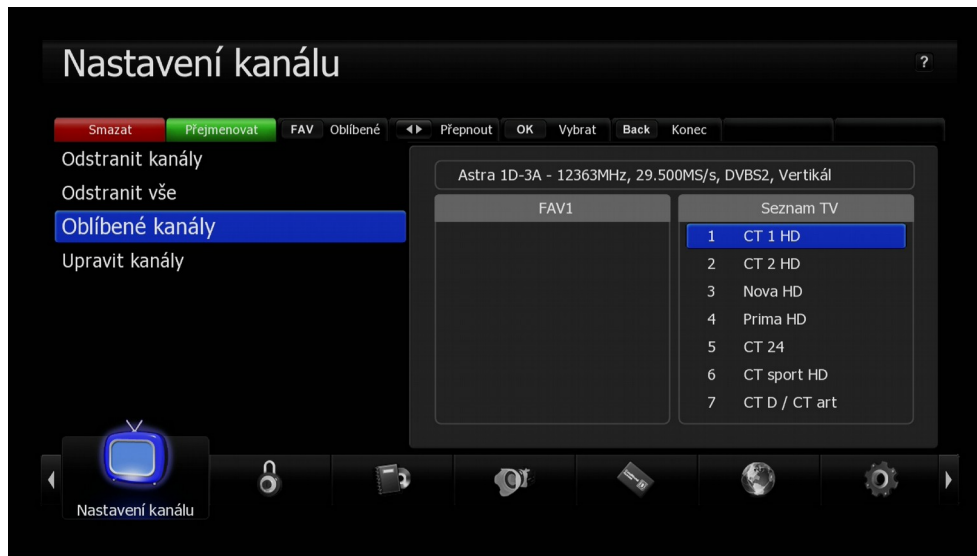 Nastavení kanálu
?
Smazat Přejmenovat FAV Oblíbené Přepnout OK Vybrat Back Konec
Odstranit kanály
Odstranit vše
Oblíbené kanály
Upravit kanály
Astra 1D-3A - 12363MHz, 29.500MS/s, DVBS2, Vertikál
FAV1
Seznam TV
1 CT 1 HD
2 CT 2 HD
3 Nova HD
4 Prima HD
5 CT 24
6 CT sport HD
7 CT D / CT art
Nastavení kanálu